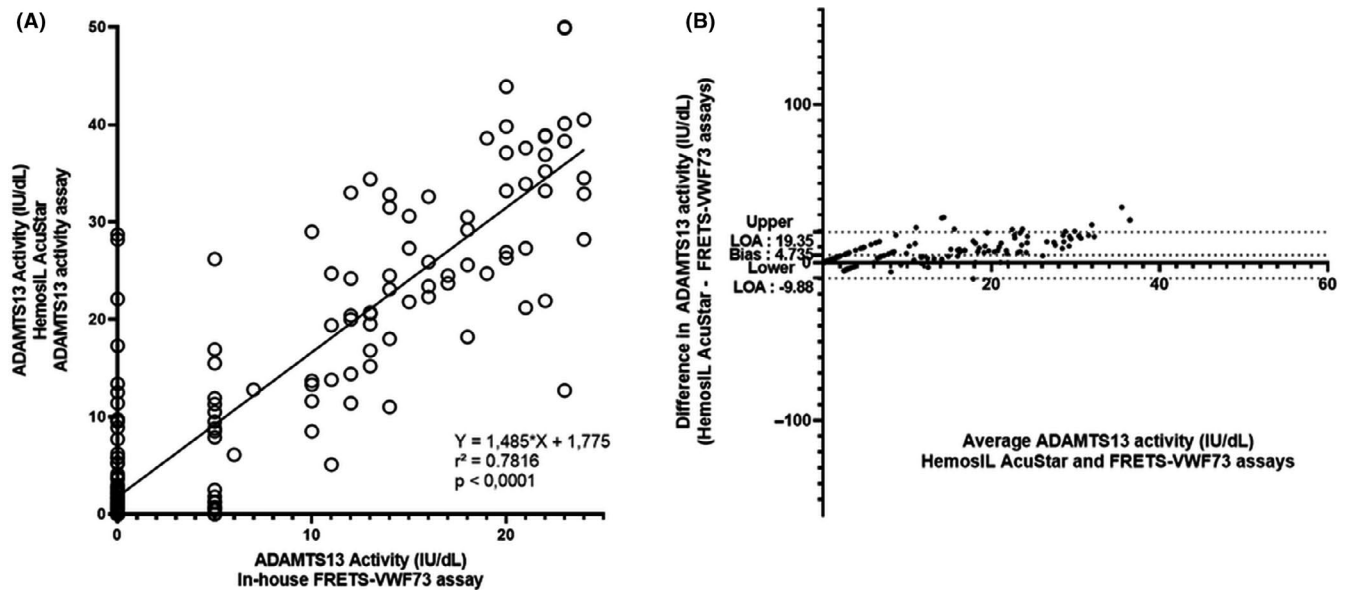 (A)
50
40
30
20
10
0
0
10
20
ADAMTS13 Activity (IU/dL)
HemosIL AcuStar
ADAMTS13 activity assay
Y = 1,485*X + 1,775
r² = 0.7816
p < 0,0001
ADAMTS13 Activity (IU/dL)
In-house FRETS-VWF73 assay
(B)
Difference in ADAMTS13 activity (IU/dL)
(HemosIL AcuStar - FRETS-VWF73 assays)
100
Upper
LOA : 19.35
Bias : 4.735
Lower
LOA : -9.88
20
40
60
-100
Average ADAMTS13 activity (IU/dL)
HemosIL AcuStar and FRETS-VWF73 assays